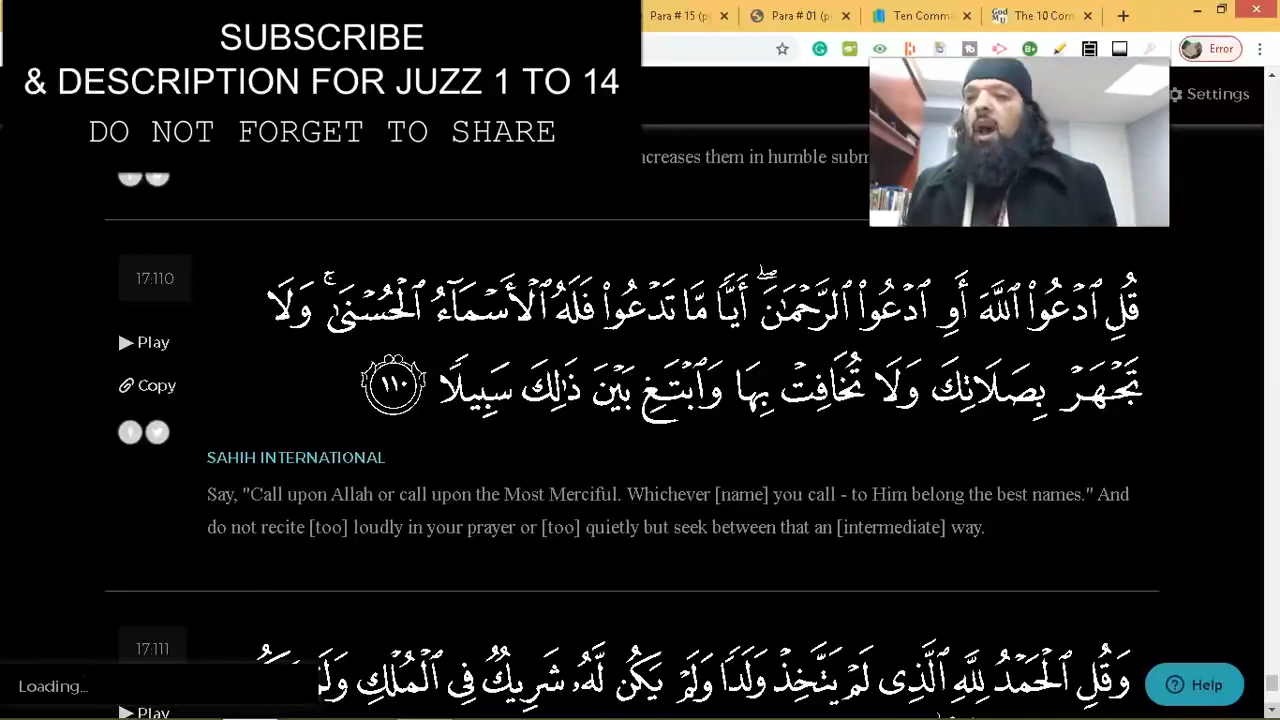 SUBSCRIBE
& DESCRIPTION FOR JUZZ 1 TO 14
DO NOT FORGET TO SHARE
Para # 15 (p
Para # 01 (p
Ten Comm
The 10 Com
Error
Settings
ncreases them in humble subm
17:110
قُلِ ٱدْعُوا۟ ٱللَّهَ أَوِ ٱدْعُوا۟ ٱلرَّحْمَـٰنَ ۖ أَيًّا مَّا تَدْعُوا۟ فَلَهُ ٱلْأَسْمَآءُ ٱلْحُسْنَىٰ ۚ وَلَا
تَجْهَرْ بِصَلَاتِكَ وَلَا تُخَافِتْ بِهَا وَٱبْتَغِ بَيْنَ ذَٰلِكَ سَبِيلًا ١١٠
Play
Copy
SAHIH INTERNATIONAL
Say, "Call upon Allah or call upon the Most Merciful. Whichever [name] you call - to Him belong the best names." And
do not recite [too] loudly in your prayer or [too] quietly but seek between that an [intermediate] way.
17:111
وَقُلِ ٱلْحَمْدُ لِلَّهِ ٱلَّذِى لَمْ يَتَّخِذْ وَلَدًا وَلَمْ يَكُن لَّهُۥ شَرِيكٌ فِى ٱلْمُلْكِ
Loading...
Help
Play